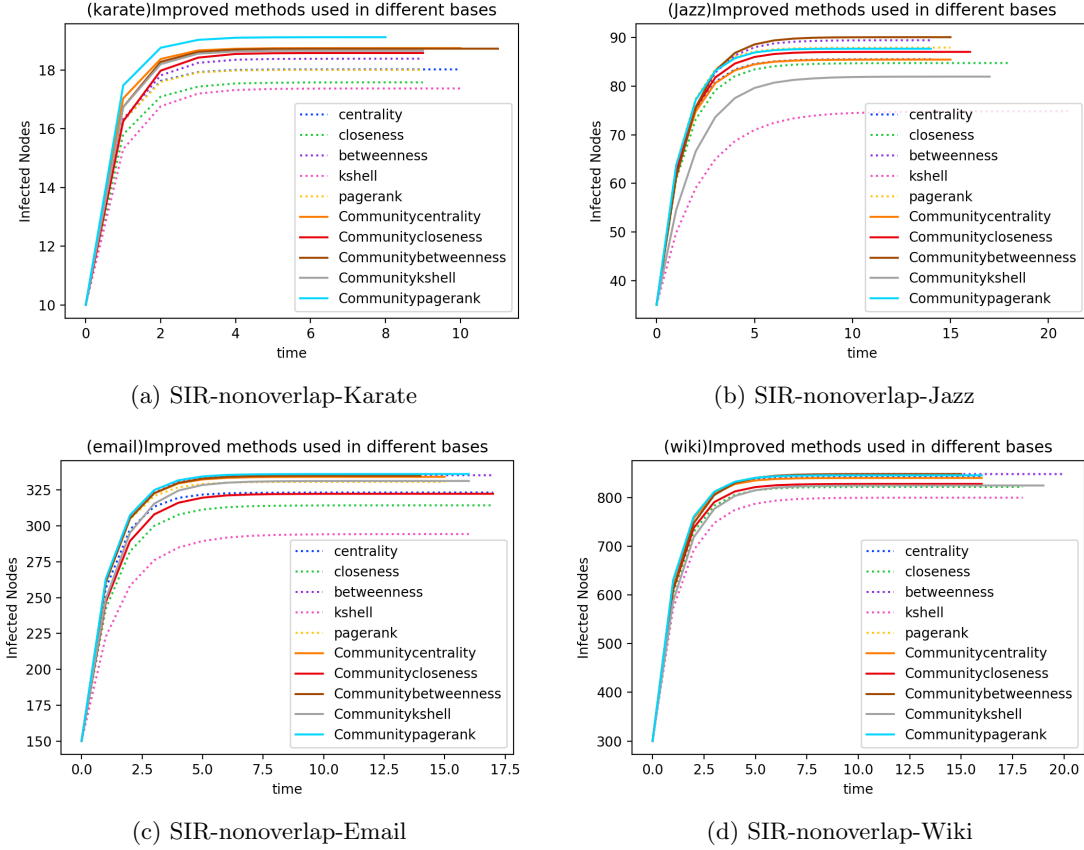 (karate)Improved methods used in different bases
Infected Nodes
18
16
14
12
10
0
2
4
6
8
10
time
centrality
closeness
betweenness
kshell
pagerank
Communitycentrality
Communitycloseness
Communitybetweenness
Communitykshell
Communitypagerank
(a) SIR-nonoverlap-Karate
(Jazz)Improved methods used in different bases
Infected Nodes
90
80
70
60
50
40
0
5
10
15
20
time
centrality
closeness
betweenness
kshell
pagerank
Communitycentrality
Communitycloseness
Communitybetweenness
Communitykshell
Communitypagerank
(b) SIR-nonoverlap-Jazz
(email)Improved methods used in different bases
Infected Nodes
325
300
275
250
225
200
175
150
0.0
2.5
5.0
7.5
10.0
12.5
15.0
17.5
time
centrality
closeness
betweenness
kshell
pagerank
Communitycentrality
Communitycloseness
Communitybetweenness
Communitykshell
Communitypagerank
(c) SIR-nonoverlap-Email
(wiki)Improved methods used in different bases
Infected Nodes
800
700
600
500
400
300
0.0
2.5
5.0
7.5
10.0
12.5
15.0
17.5
20.0
time
centrality
closeness
betweenness
kshell
pagerank
Communitycentrality
Communitycloseness
Communitybetweenness
Communitykshell
Communitypagerank
(d) SIR-nonoverlap-Wiki